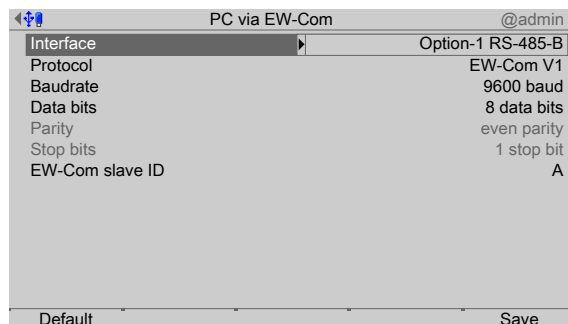 PC via EW-Com @admin
Interface Option-1 RS-485-B
Protocol EW-Com V1
Baudrate 9600 baud
Data bits 8 data bits
Parity even parity
Stop bits 1 stop bit
EW-Com slave ID A
Default Save